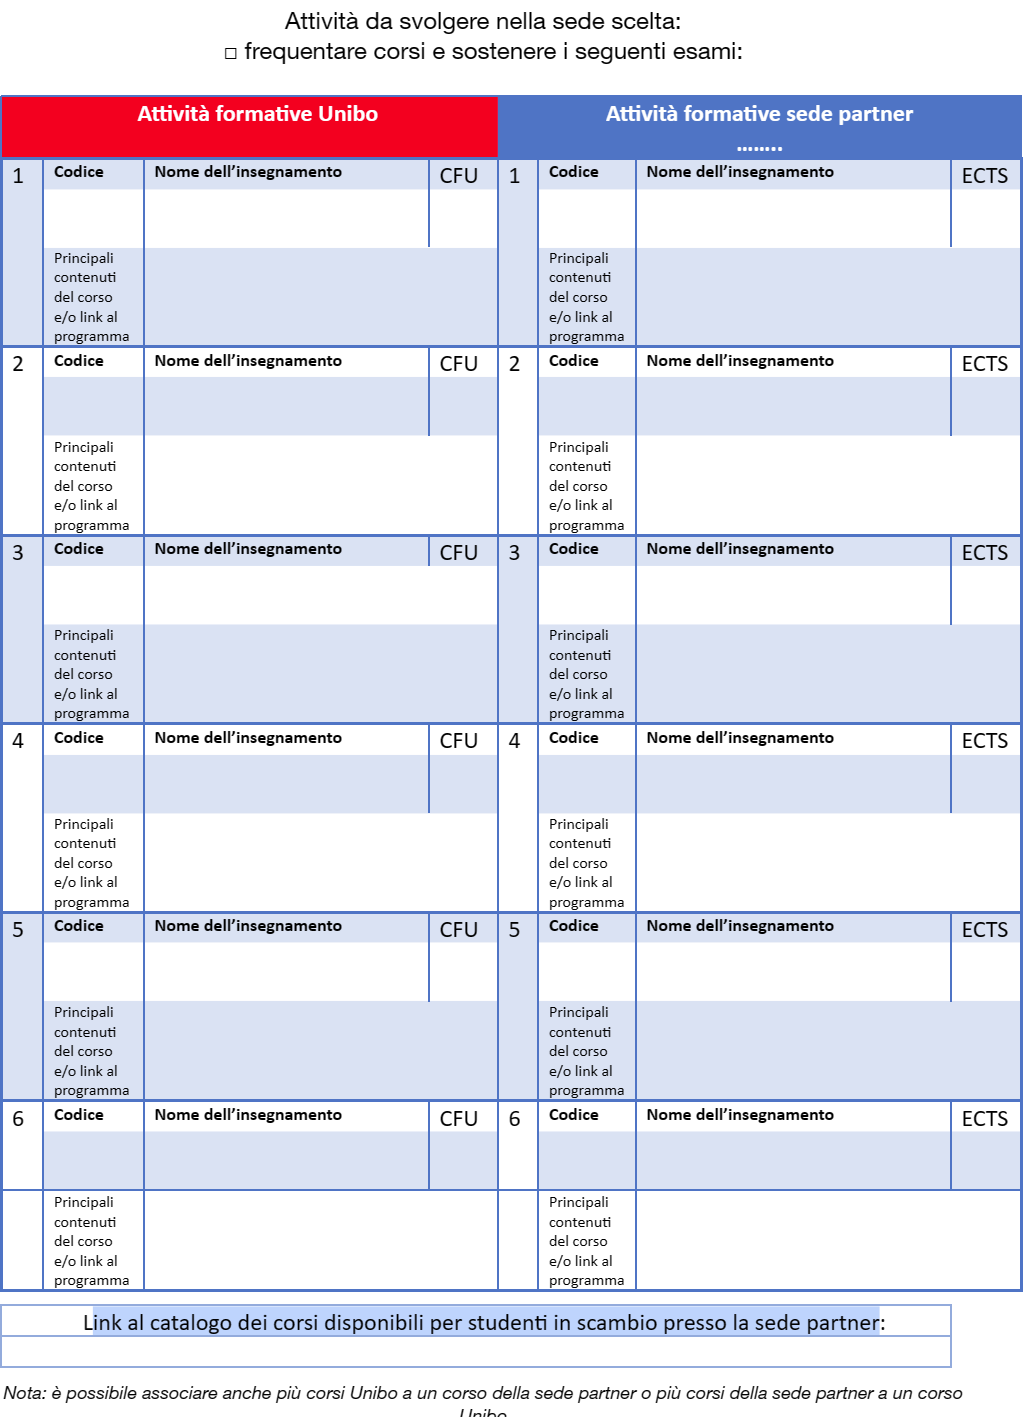 Attività da svolgere nella sede scelta:
□ frequentare corsi e sostenere i seguenti esami:
Attività formative Unibo
Attività formative sede partner
........
1 Codice Nome dell'insegnamento CFU 1 Codice Nome dell'insegnamento ECTS
Principali Principali
contenuti contenuti
del corso del corso
e/o link al e/o link al
programma programma
2 Codice Nome dell'insegnamento CFU 2 Codice Nome dell'insegnamento ECTS
Principali Principali
contenuti contenuti
del corso del corso
e/o link al e/o link al
programma programma
3 Codice Nome dell'insegnamento CFU 3 Codice Nome dell'insegnamento ECTS
Principali Principali
contenuti contenuti
del corso del corso
e/o link al e/o link al
programma programma
4 Codice Nome dell'insegnamento CFU 4 Codice Nome dell'insegnamento ECTS
Principali Principali
contenuti contenuti
del corso del corso
e/o link al e/o link al
programma programma
5 Codice Nome dell'insegnamento CFU 5 Codice Nome dell'insegnamento ECTS
Principali Principali
contenuti contenuti
del corso del corso
e/o link al e/o link al
programma programma
6 Codice Nome dell'insegnamento CFU 6 Codice Nome dell'insegnamento ECTS
Principali Principali
contenuti contenuti
del corso del corso
e/o link al e/o link al
programma programma
Link al catalogo dei corsi disponibili per studenti in scambio presso la sede partner:
Nota: è possibile associare anche più corsi Unibo a un corso della sede partner o più corsi della sede partner a un corso
Unibo